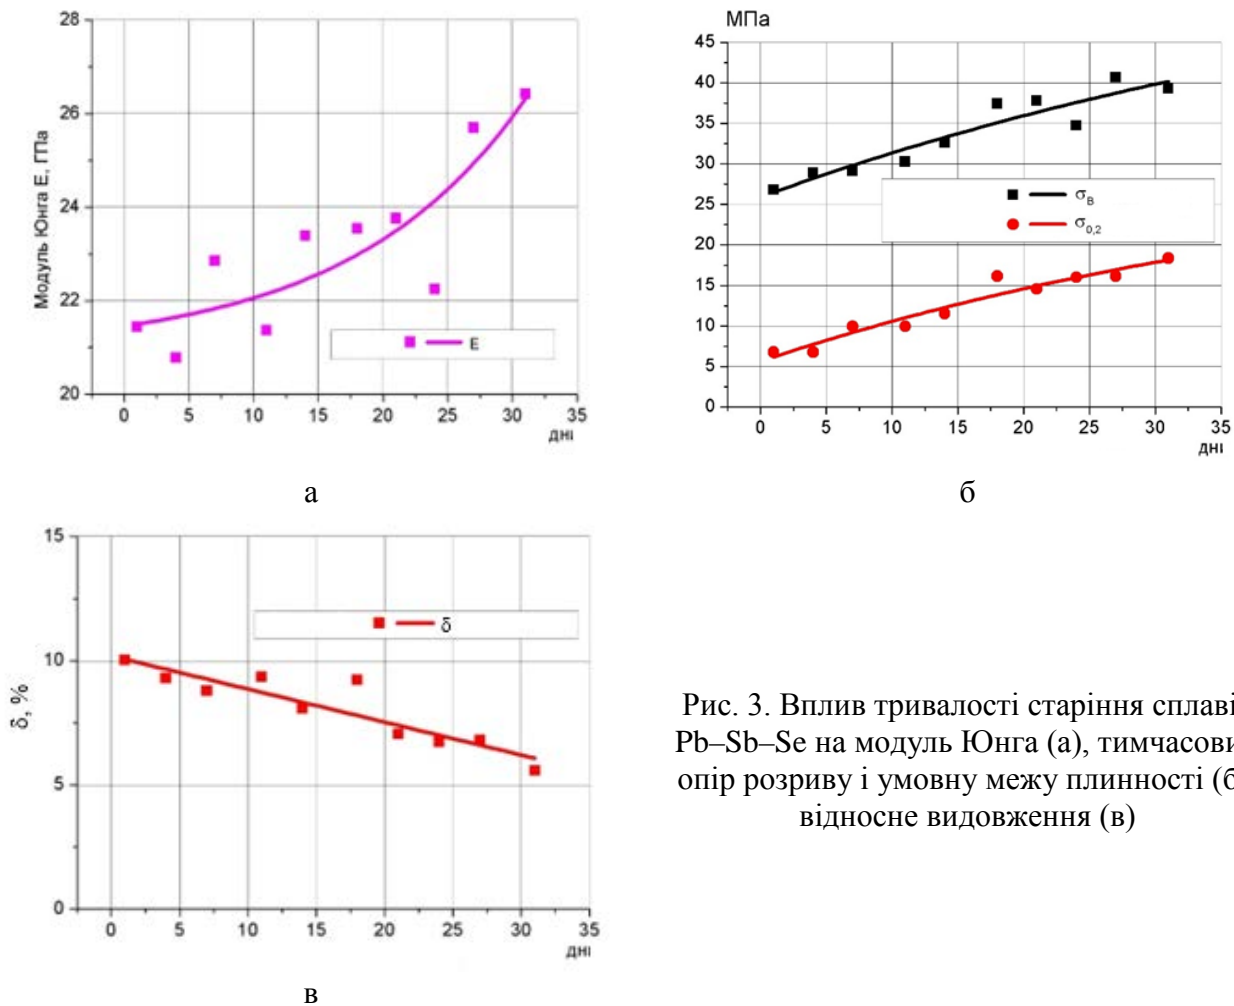 28
26
24
22
20
Модуль Юнга Е, ГПа
E
0 5 10 15 20 25 30 35
дні
а
МПа
45
40
35
30
25
20
15
10
5
0
σв
σ0,2
0 5 10 15 20 25 30 35
дні
б
15
10
5
0
δ, %
δ
0 5 10 15 20 25 30 35
дні
в
Рис. 3. Вплив тривалості старіння сплаві
Pb–Sb–Se на модуль Юнга (а), тимчасови
опір розриву і умовну межу плинності (б
відносне видовження (в)